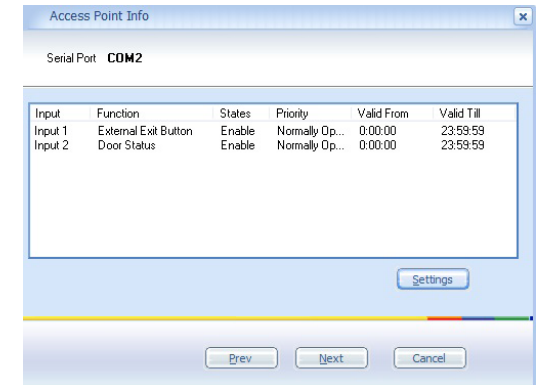 Access Point Info
Serial Port COM2
Input Function States Priority Valid From Valid Till
Input 1 External Exit Button Enable Normally Op... 0:00:00 23:59:59
Input 2 Door Status Enable Normally Op... 0:00:00 23:59:59
Settings
Prev Next Cancel